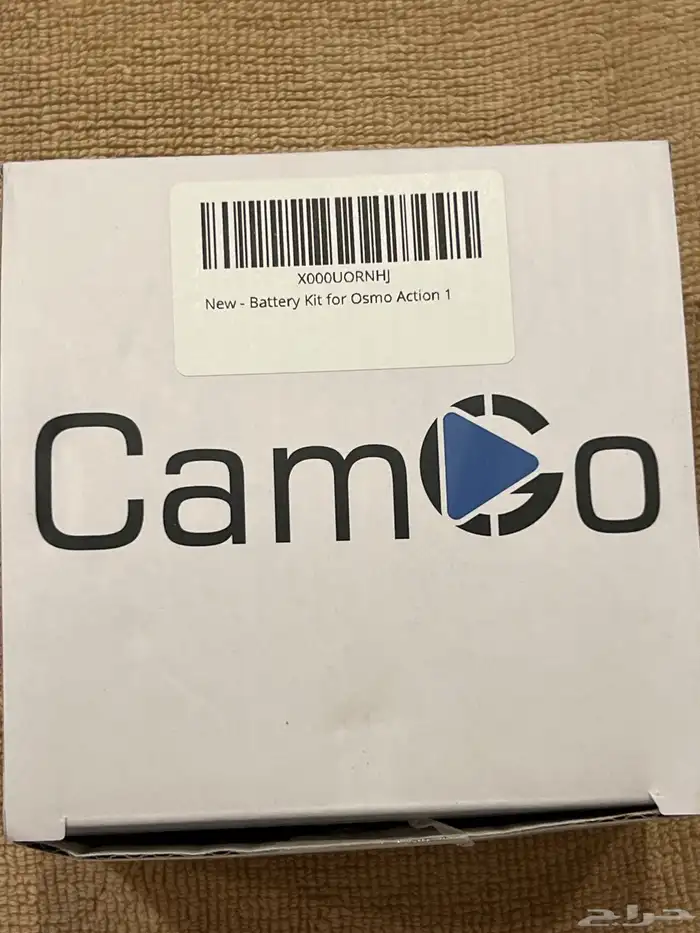 X000UORNHJ
New - Battery Kit for Osmo Action 1
CamGo
حراج